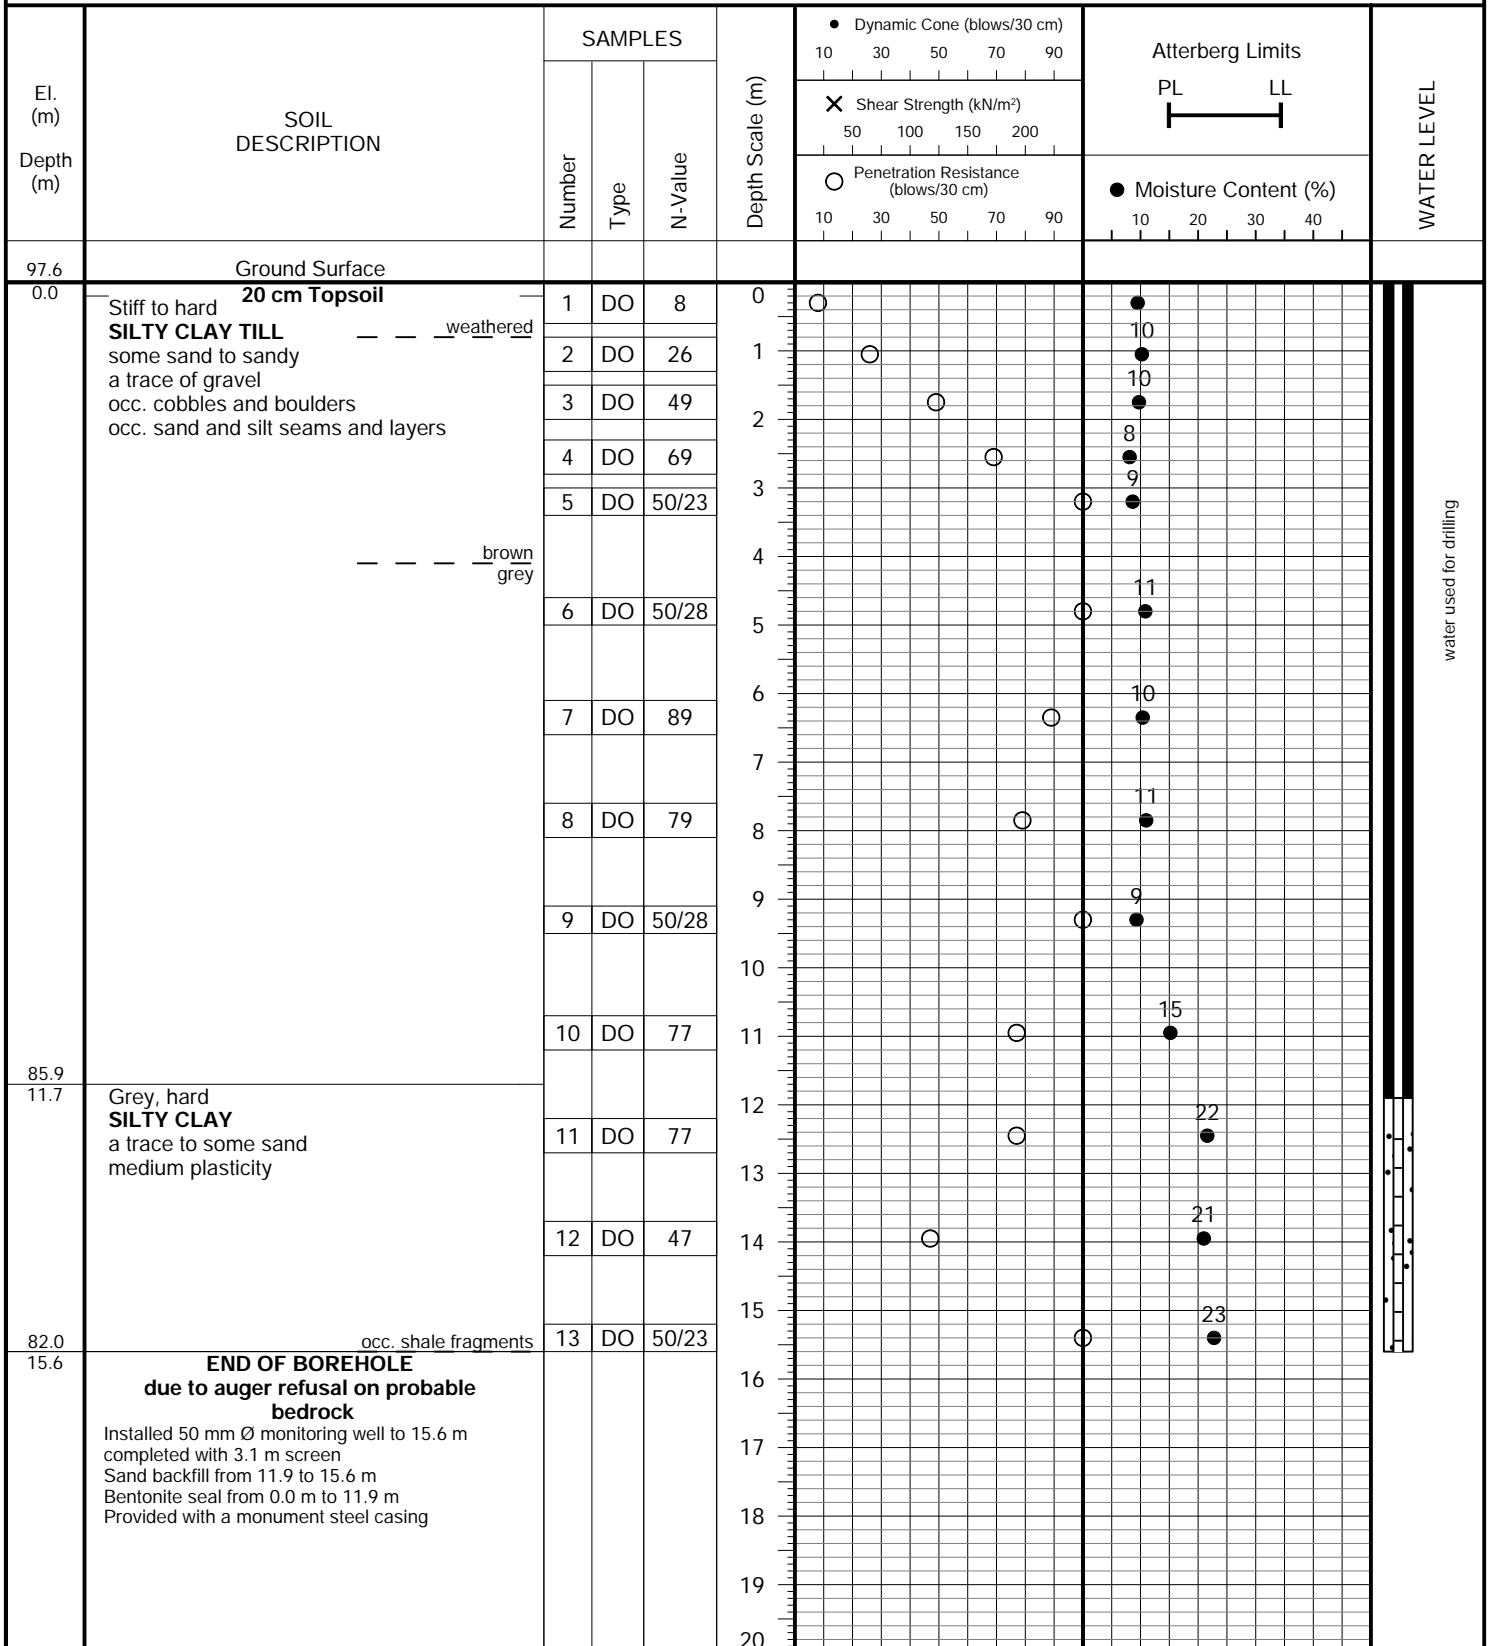 El.
(m)
Depth
(m)
SOIL
DESCRIPTION
SAMPLES
Number
Type
N-Value
Depth Scale (m)
● Dynamic Cone (blows/30 cm)
10 30 50 70 90
✕ Shear Strength (kN/m²)
50 100 150 200
○ Penetration Resistance
(blows/30 cm)
10 30 50 70 90
Atterberg Limits
PL LL
● Moisture Content (%)
10 20 30 40
WATER LEVEL
97.6
Ground Surface
0.0
20 cm Topsoil
Stiff to hard
weathered
SILTY CLAY TILL
some sand to sandy
a trace of gravel
occ. cobbles and boulders
occ. sand and silt seams and layers
brown
grey
85.9
11.7
Grey, hard
SILTY CLAY
a trace to some sand
medium plasticity
82.0
occ. shale fragments
15.6
END OF BOREHOLE
due to auger refusal on probable
bedrock
Installed 50 mm Ø monitoring well to 15.6 m
completed with 3.1 m screen
Sand backfill from 11.9 to 15.6 m
Bentonite seal from 0.0 m to 11.9 m
Provided with a monument steel casing
1 DO 8
2 DO 26
3 DO 49
4 DO 69
5 DO 50/23
6 DO 50/28
7 DO 89
8 DO 79
9 DO 50/28
10 DO 77
11 DO 77
12 DO 47
13 DO 50/23
0
1
2
3
4
5
6
7
8
9
10
11
12
13
14
15
16
17
18
19
20
10
10
8
9
11
10
11
9
15
22
21
23
water used for drilling